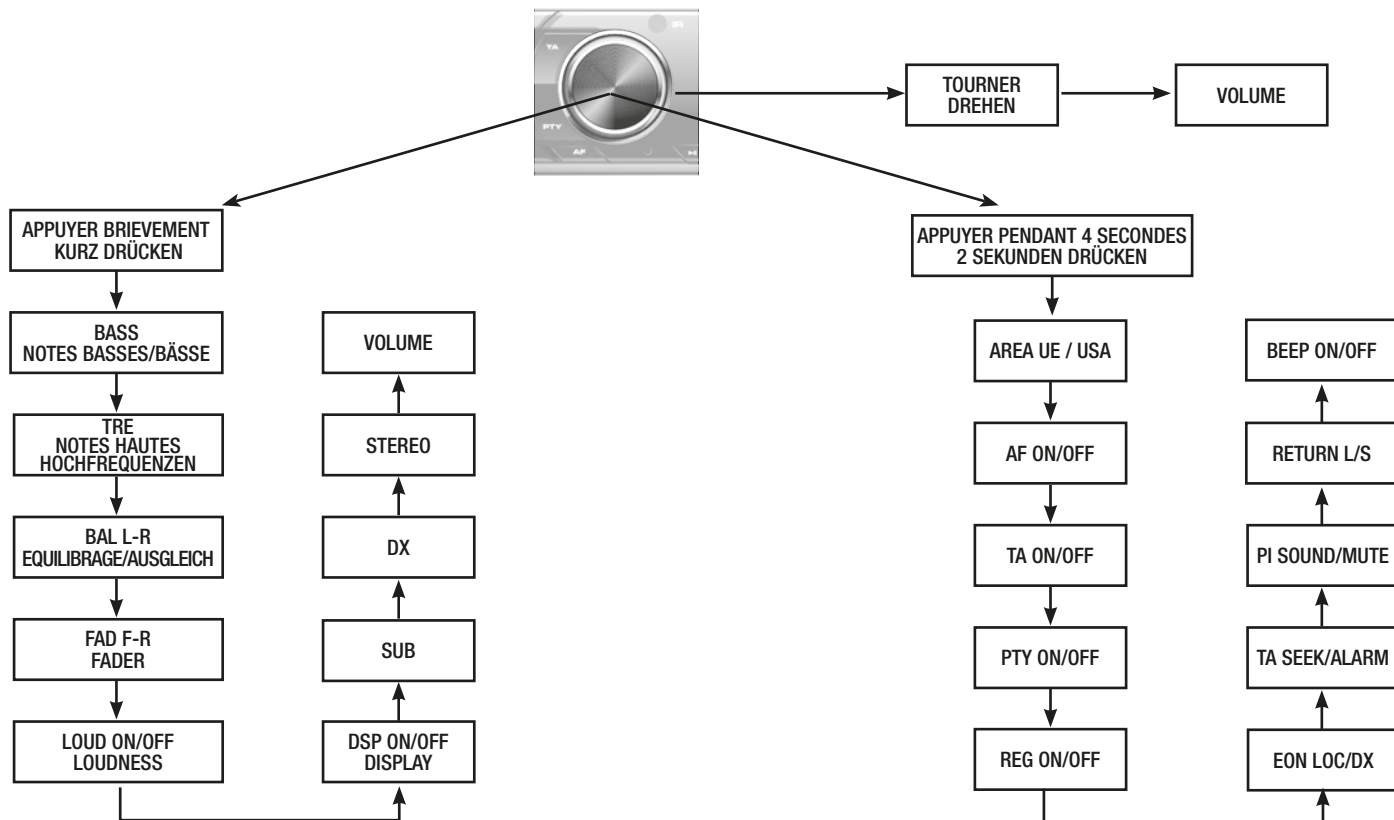 IR
TA
PTY
AF
TOURNER
DREHEN
VOLUME
APPUYER BRIEVEMENT
KURZ DRÜCKEN
BASS
NOTES BASSES/BÄSSE
TRE
NOTES HAUTES
HOCHFREQUENZEN
BAL L-R
EQUILIBRAGE/AUSGLEICH
FAD F-R
FADER
LOUD ON/OFF
LOUDNESS
DSP ON/OFF
DISPLAY
SUB
DX
STEREO
VOLUME
APPUYER PENDANT 4 SECONDES
2 SEKUNDEN DRÜCKEN
AREA UE / USA
AF ON/OFF
TA ON/OFF
PTY ON/OFF
REG ON/OFF
EON LOC/DX
TA SEEK/ALARM
PI SOUND/MUTE
RETURN L/S
BEEP ON/OFF